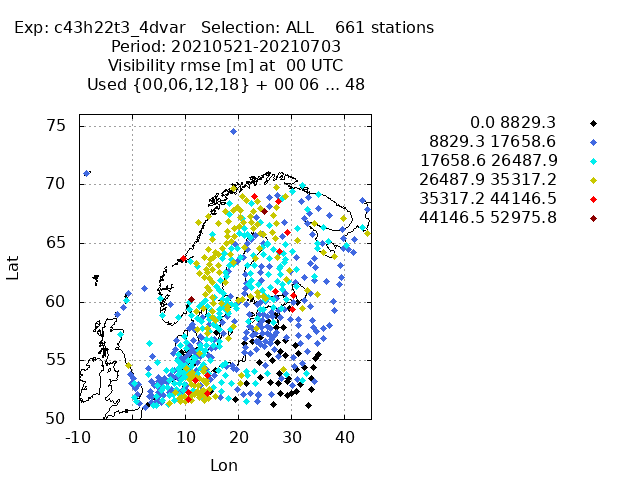 Exp: c43h22t3_4dvar   Selection: ALL    661 stations
Period: 20210521-20210703
Visibility rmse [m] at  00 UTC
Used {00,06,12,18} + 00 06 ... 48
0.0 8829.3
8829.3 17658.6
17658.6 26487.9
26487.9 35317.2
35317.2 44146.5
44146.5 52975.8
75
70
65
60
55
50
Lat
-10 0 10 20 30 40
Lon